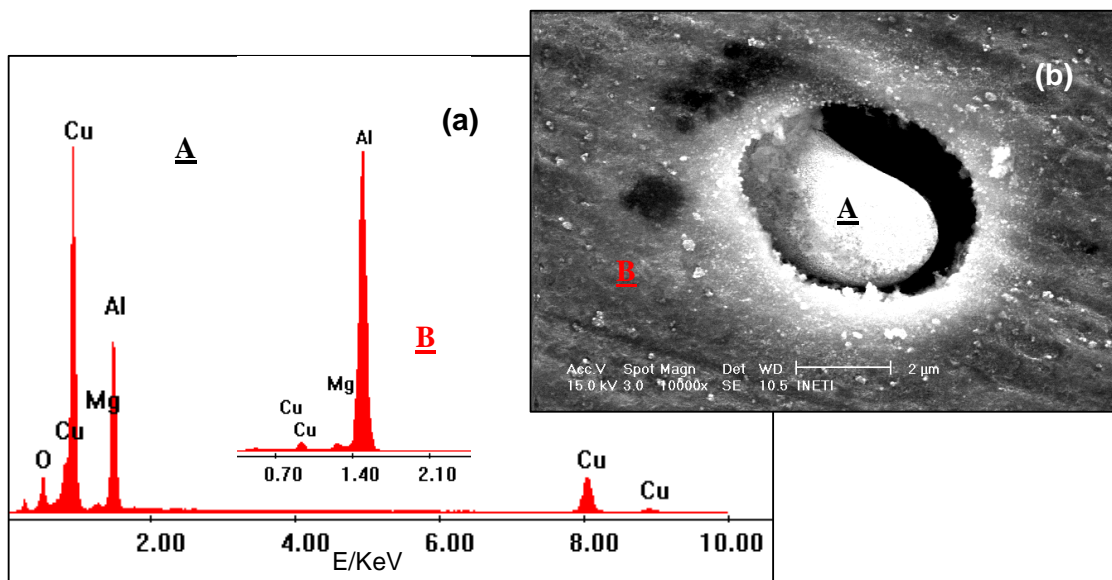 (a)
Cu
A
Al
Mg
Cu
O
Cu
Cu
2.00 4.00 6.00 8.00 10.00
E/KeV
Al
B
Mg
Cu
Cu
0.70 1.40 2.10
(b)
A
B
Acc.V Spot Magn Det WD
15.0 kV 3.0 10000x SE 10.5 INETI
2 µm